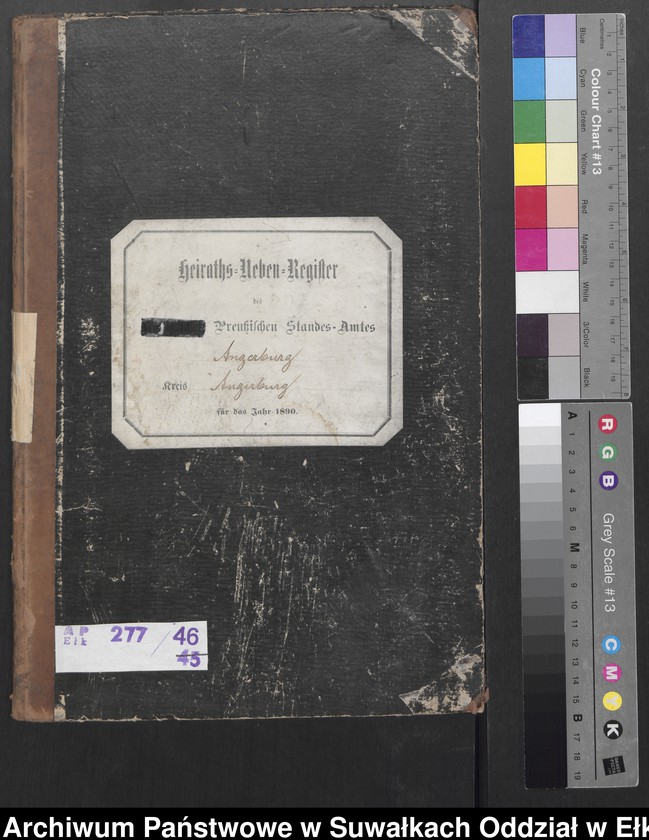 Heiraths-Neben-Register
des
Preußischen Standes-Amtes
Angerburg
Kreis Angerburg
für das Jahr 1890.
AP 277 / 46
EŁK 45
Centimetres
Colour Chart #13
Blue
Cyan
Green
Yellow
Red
Magenta
White
3/Color
Black
R
G
B
Grey Scale #13
C
M
Y
K
A
1
2
3
4
5
6
M
8
9
10
11
12
13
14
15
B
17
18
19
Archiwum Państwowe w Suwałkach Oddział w Ełk